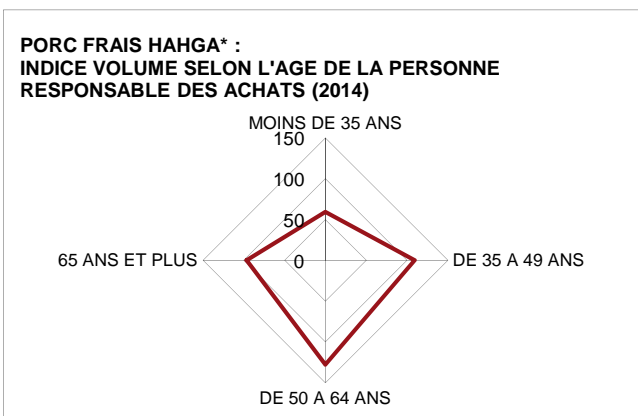 PORC FRAIS HAHGA* :
INDICE VOLUME SELON L'AGE DE LA PERSONNE
RESPONSABLE DES ACHATS (2014)
MOINS DE 35 ANS
150
100
50
0
65 ANS ET PLUS
DE 35 A 49 ANS
DE 50 A 64 ANS